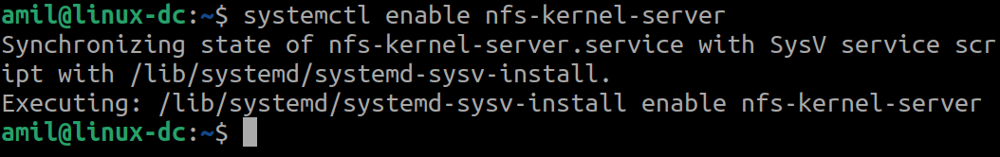 amil@linux-dc:~$ systemctl enable nfs-kernel-server
Synchronizing state of nfs-kernel-server.service with SysV service scr
ipt with /lib/systemd/systemd-sysv-install.
Executing: /lib/systemd/systemd-sysv-install enable nfs-kernel-server
amil@linux-dc:~$